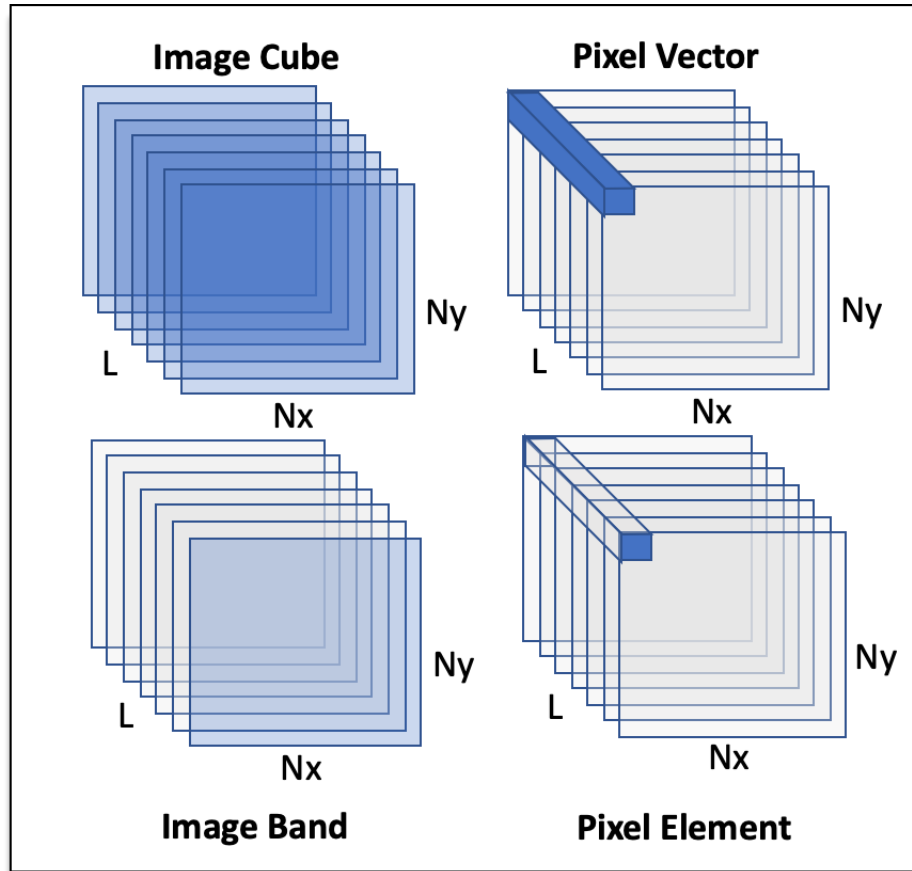 Image Cube
Pixel Vector
Ny
Ny
L
L
Nx
Nx
Ny
Ny
L
L
Nx
Nx
Image Band
Pixel Element